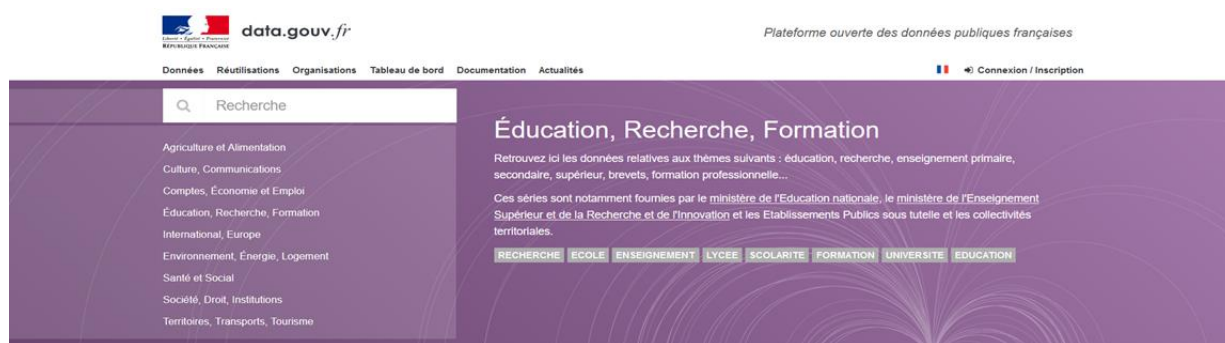 Liberté • Égalité • Fraternité
RÉPUBLIQUE FRANÇAISE
data.gouv.fr
Plateforme ouverte des données publiques françaises
Données Réutilisations Organisations Tableau de bord Documentation Actualités
Connexion / Inscription
Recherche
Agriculture et Alimentation
Culture, Communications
Comptes, Économie et Emploi
Éducation, Recherche, Formation
International, Europe
Environnement, Énergie, Logement
Santé et Social
Société, Droit, Institutions
Territoires, Transports, Tourisme
Éducation, Recherche, Formation
Retrouvez ici les données relatives aux thèmes suivants : éducation, recherche, enseignement primaire,
secondaire, supérieur, brevets, formation professionnelle...
Ces séries sont notamment fournies par le ministère de l'Education nationale, le ministère de l'Enseignement
Supérieur et de la Recherche et de l'Innovation et les Etablissements Publics sous tutelle et les collectivités
territoriales.
RECHERCHE ECOLE ENSEIGNEMENT LYCEE SCOLARITE FORMATION UNIVERSITE EDUCATION